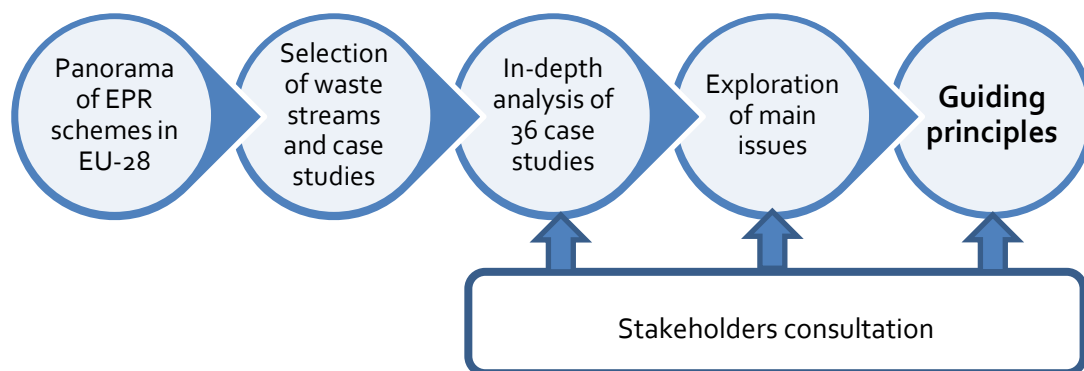 Panorama
of EPR
schemes in
EU-28
Selection
of waste
streams
and case
studies
In-depth
analysis of
36 case
studies
Exploration
of main
issues
Guiding
principles
Stakeholders consultation